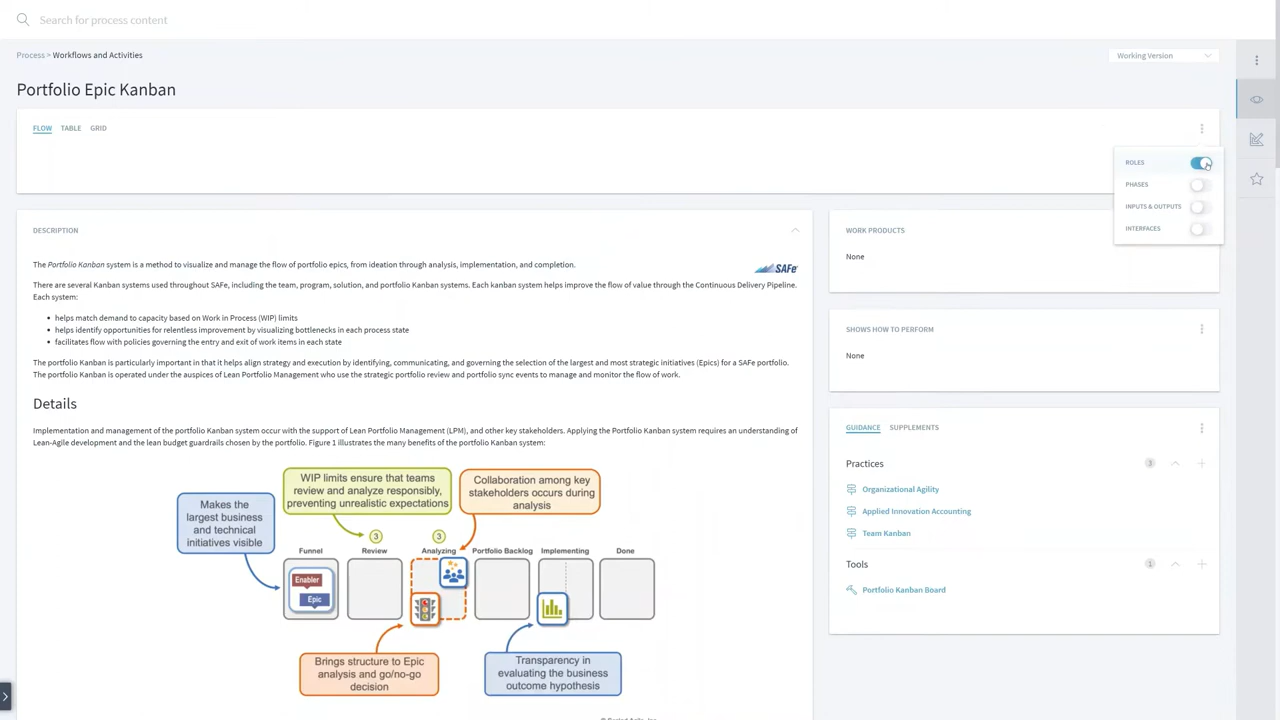 Search for process content
Process > Workflows and Activities
Working Version
Portfolio Epic Kanban
FLOW TABLE GRID
ROLES
PHASES
INPUTS & OUTPUTS
INTERFACES
DESCRIPTION
The Portfolio Kanban system is a method to visualize and manage the flow of portfolio epics, from ideation through analysis, implementation, and completion.
SAFe
There are several Kanban systems used throughout SAFe, including the team, program, solution, and portfolio Kanban systems. Each kanban system helps improve the flow of value through the Continuous Delivery Pipeline.
Each system:
• helps match demand to capacity based on Work in Process (WIP) limits
• helps identify opportunities for relentless improvement by visualizing bottlenecks in each process state
• facilitates flow with policies governing the entry and exit of work items in each state
The portfolio Kanban is particularly important in that it helps align strategy and execution by identifying, communicating, and governing the selection of the largest and most strategic initiatives (Epics) for a SAFe portfolio.
The portfolio Kanban is operated under the auspices of Lean Portfolio Management who use the strategic portfolio review and portfolio sync events to manage and monitor the flow of work.
Details
Implementation and management of the portfolio Kanban system occur with the support of Lean Portfolio Management (LPM), and other key stakeholders. Applying the Portfolio Kanban system requires an understanding of
Lean-Agile development and the lean budget guardrails chosen by the portfolio. Figure 1 illustrates the many benefits of the portfolio Kanban system:
Makes the
largest business
and technical
initiatives visible
WIP limits ensure that teams
review and analyze responsibly,
preventing unrealistic expectations
Collaboration among key
stakeholders occurs during
analysis
3
3
Funnel Review Analyzing Portfolio Backlog Implementing Done
Enabler
Epic
Brings structure to Epic
analysis and go/no-go
decision
Transparency in
evaluating the business
outcome hypothesis
WORK PRODUCTS
None
SHOWS HOW TO PERFORM
None
GUIDANCE SUPPLEMENTS
Practices 3
Organizational Agility
Applied Innovation Accounting
Team Kanban
Tools 1
Portfolio Kanban Board